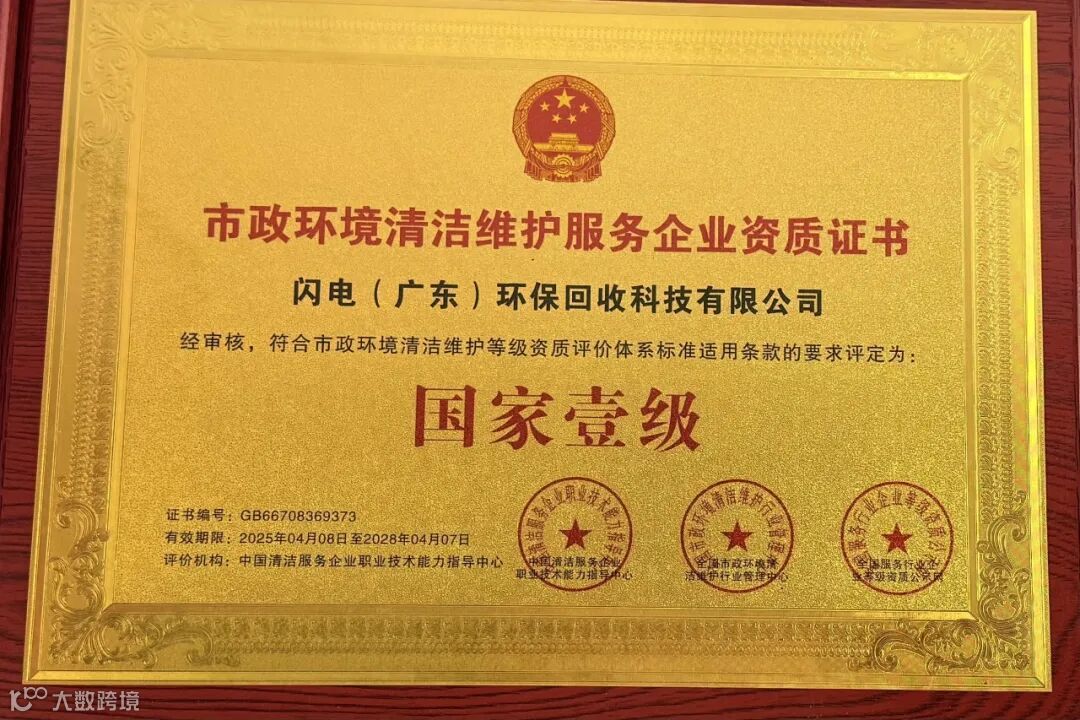 市政环境清洁维护服务企业资质证书
闪电（广东）环保回收科技有限公司
经审核，符合市政环境清洁维护等级资质评价体系标准适用条款的要求评定为：
国家壹级
证书编号：GB66708369373
有效期限：2025年04月08日至2028年04月07日
评价机构：中国清洁服务企业职业技术能力指导中心
中国清洁服务企业
职业技术能力指导中心
全国市政环境清
洁维护行业管理中心
全国服务行业企
业等级资质公示网
大数跨境